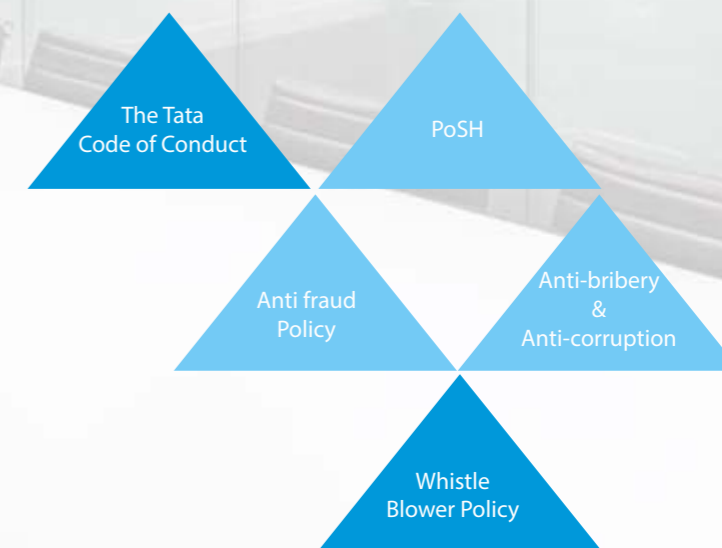 The Tata
Code of Conduct
PoSH
Anti fraud
Policy
Anti-bribery
&
Anti-corruption
Whistle
Blower Policy